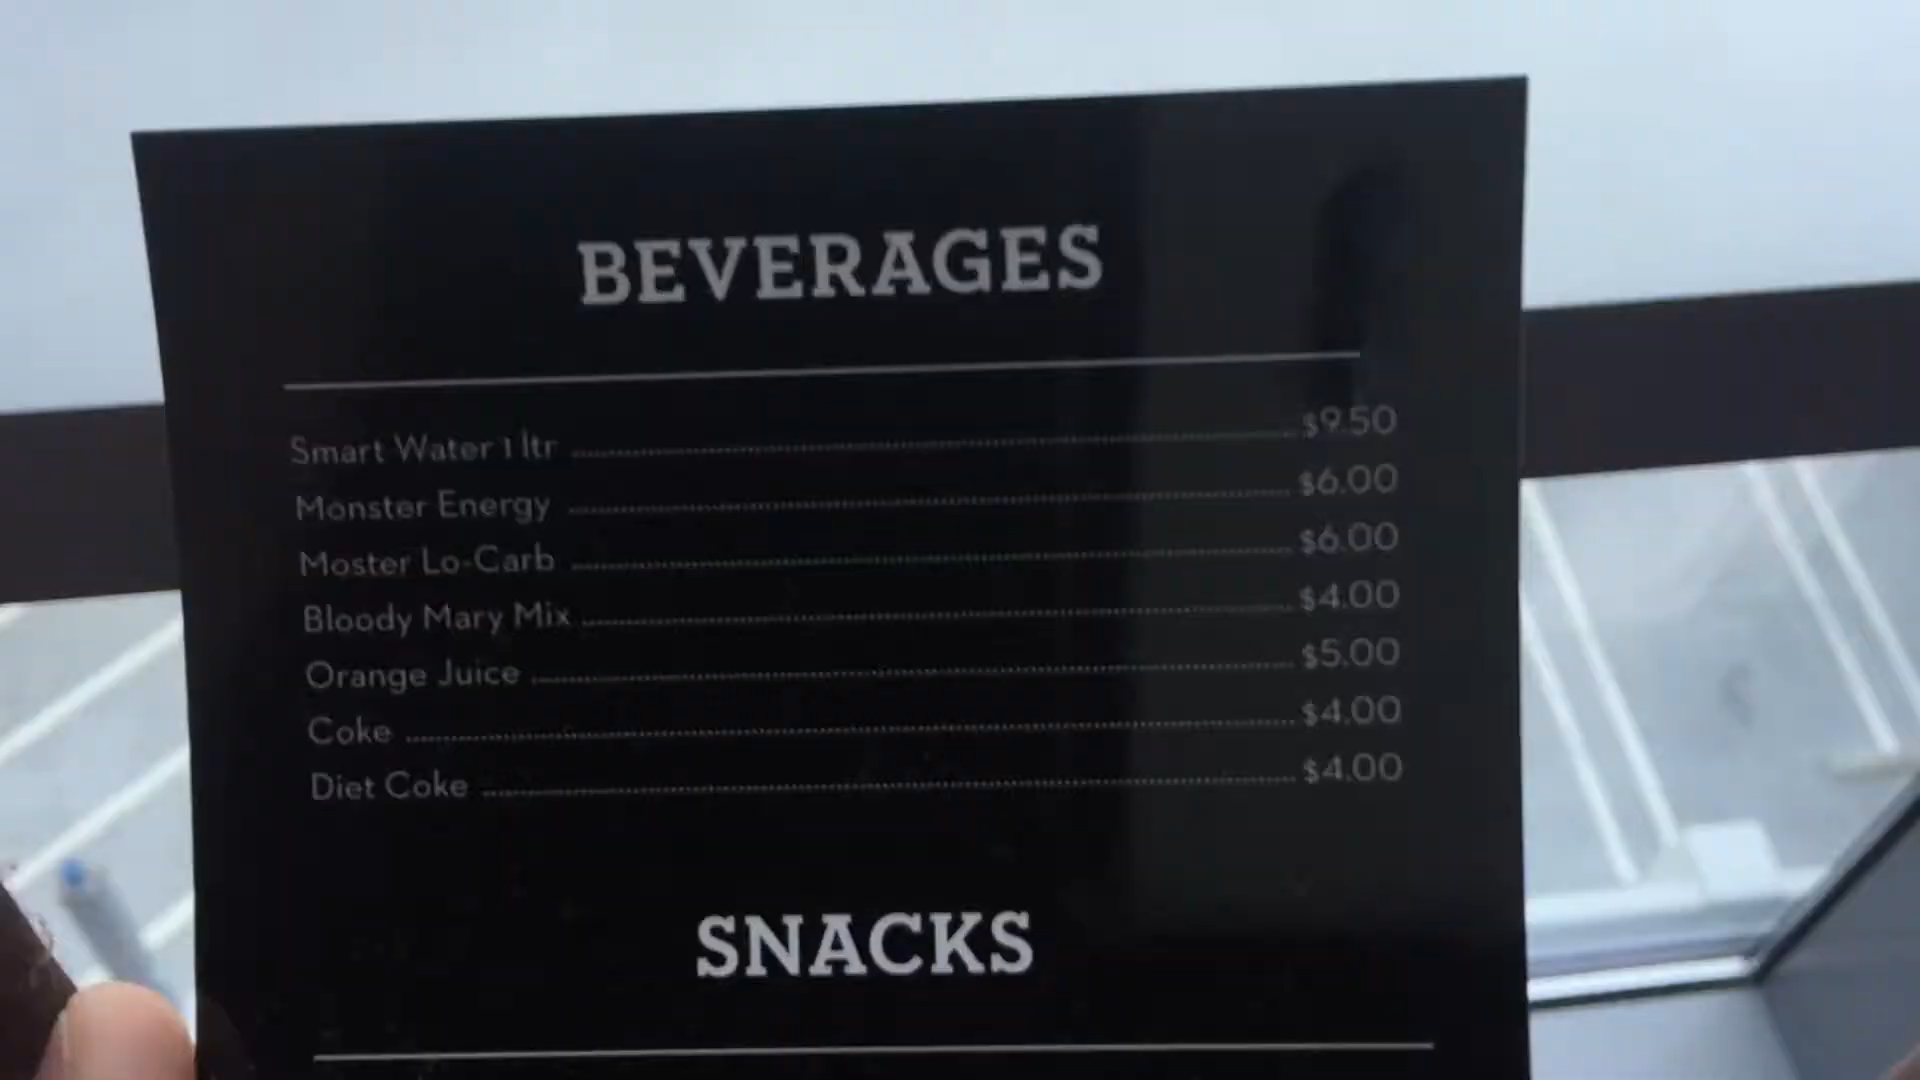 BEVERAGES
Smart Water 1 ltr $9.50
Monster Energy $6.00
Moster Lo-Carb $6.00
Bloody Mary Mix $4.00
Orange Juice $5.00
Coke $4.00
Diet Coke $4.00
SNACKS